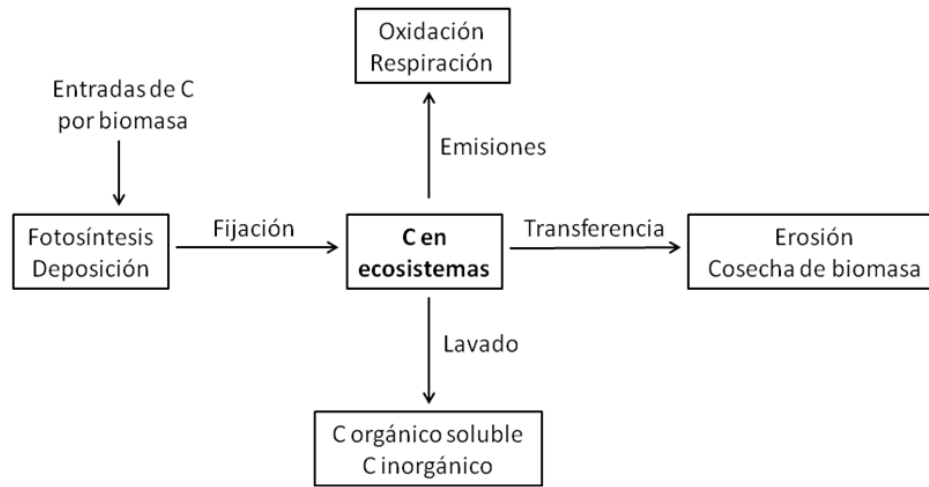 Oxidación
Respiración
Entradas de C
por biomasa
Emisiones
Fotosíntesis
Deposición
Fijación
C en
ecosistemas
Transferencia
Erosión
Cosecha de biomasa
Lavado
C orgánico soluble
C inorgánico